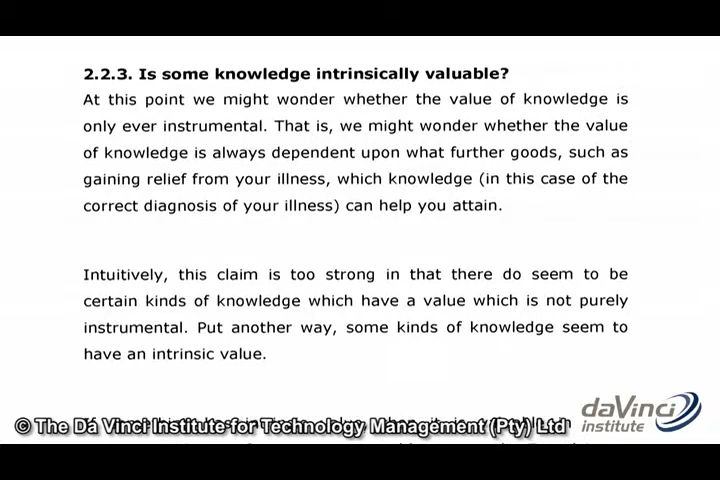 2.2.3. Is some knowledge intrinsically valuable?
At this point we might wonder whether the value of knowledge is
only ever instrumental. That is, we might wonder whether the value
of knowledge is always dependent upon what further goods, such as
gaining relief from your illness, which knowledge (in this case of the
correct diagnosis of your illness) can help you attain.
Intuitively, this claim is too strong in that there do seem to be
certain kinds of knowledge which have a value which is not purely
instrumental. Put another way, some kinds of knowledge seem to
have an intrinsic value.
daVinci
institute
© The Dá Vinci Institute for Technology Management (Pty) Ltd